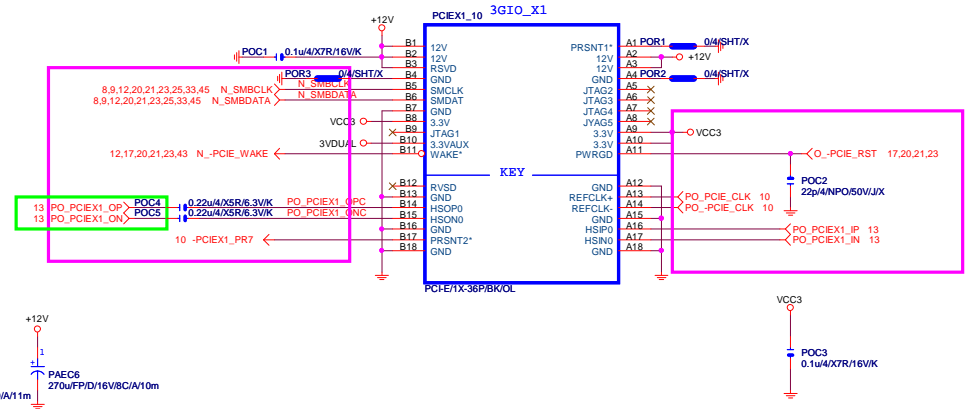 PCIEX1_10 3GIO_X1
+12V
POC1 0.1u/4/X7R/16V/K
POR3 0/4/SHT/X
8,9,12,20,21,23,25,33,45 N_SMBCLK N_SMBCLK
8,9,12,20,21,23,25,33,45 N_SMBDATA N_SMBDATA
VCC3
3VDUAL
12,17,20,21,23,43 N_-PCIE_WAKE
13 PO_PCIEX1_OP POC4 0.22u/4/X5R/6.3V/K PO_PCIEX1_OPC
13 PO_PCIEX1_ON POC5 0.22u/4/X5R/6.3V/K PO_PCIEX1_ONC
10 -PCIEX1_PR7
B1 12V
B2 12V
B3 RSVD
B4 GND
B5 SMCLK
B6 SMDAT
B7 GND
B8 3.3V
B9 JTAG1
B10 3.3VAUX
B11 WAKE*
KEY
B12 RVSD
B13 GND
B14 HSOP0
B15 HSON0
B16 GND
B17 PRSNT2*
B18 GND
PRSNT1* A1
12V A2
12V A3
GND A4
JTAG2 A5
JTAG3 A6
JTAG4 A7
JYAG5 A8
3.3V A9
3.3V A10
PWRGD A11
GND A12
REFCLK+ A13
REFCLK- A14
GND A15
HSIP0 A16
HSIN0 A17
GND A18
PCI-E/1X-36P/BK/OL
POR1 0/4/SHT/X
+12V
POR2 0/4/SHT/X
VCC3
O_-PCIE_RST 17,20,21,23
POC2
22p/4/NPO/50V/J/X
PO_PCIE_CLK 10
PO_-PCIE_CLK 10
PO_PCIEX1_IP 13
PO_PCIEX1_IN 13
+12V
1
+
PAEC6
270u/FP/D/16V/8C/A/10m
/A/11m
VCC3
POC3
0.1u/4/X7R/16V/K